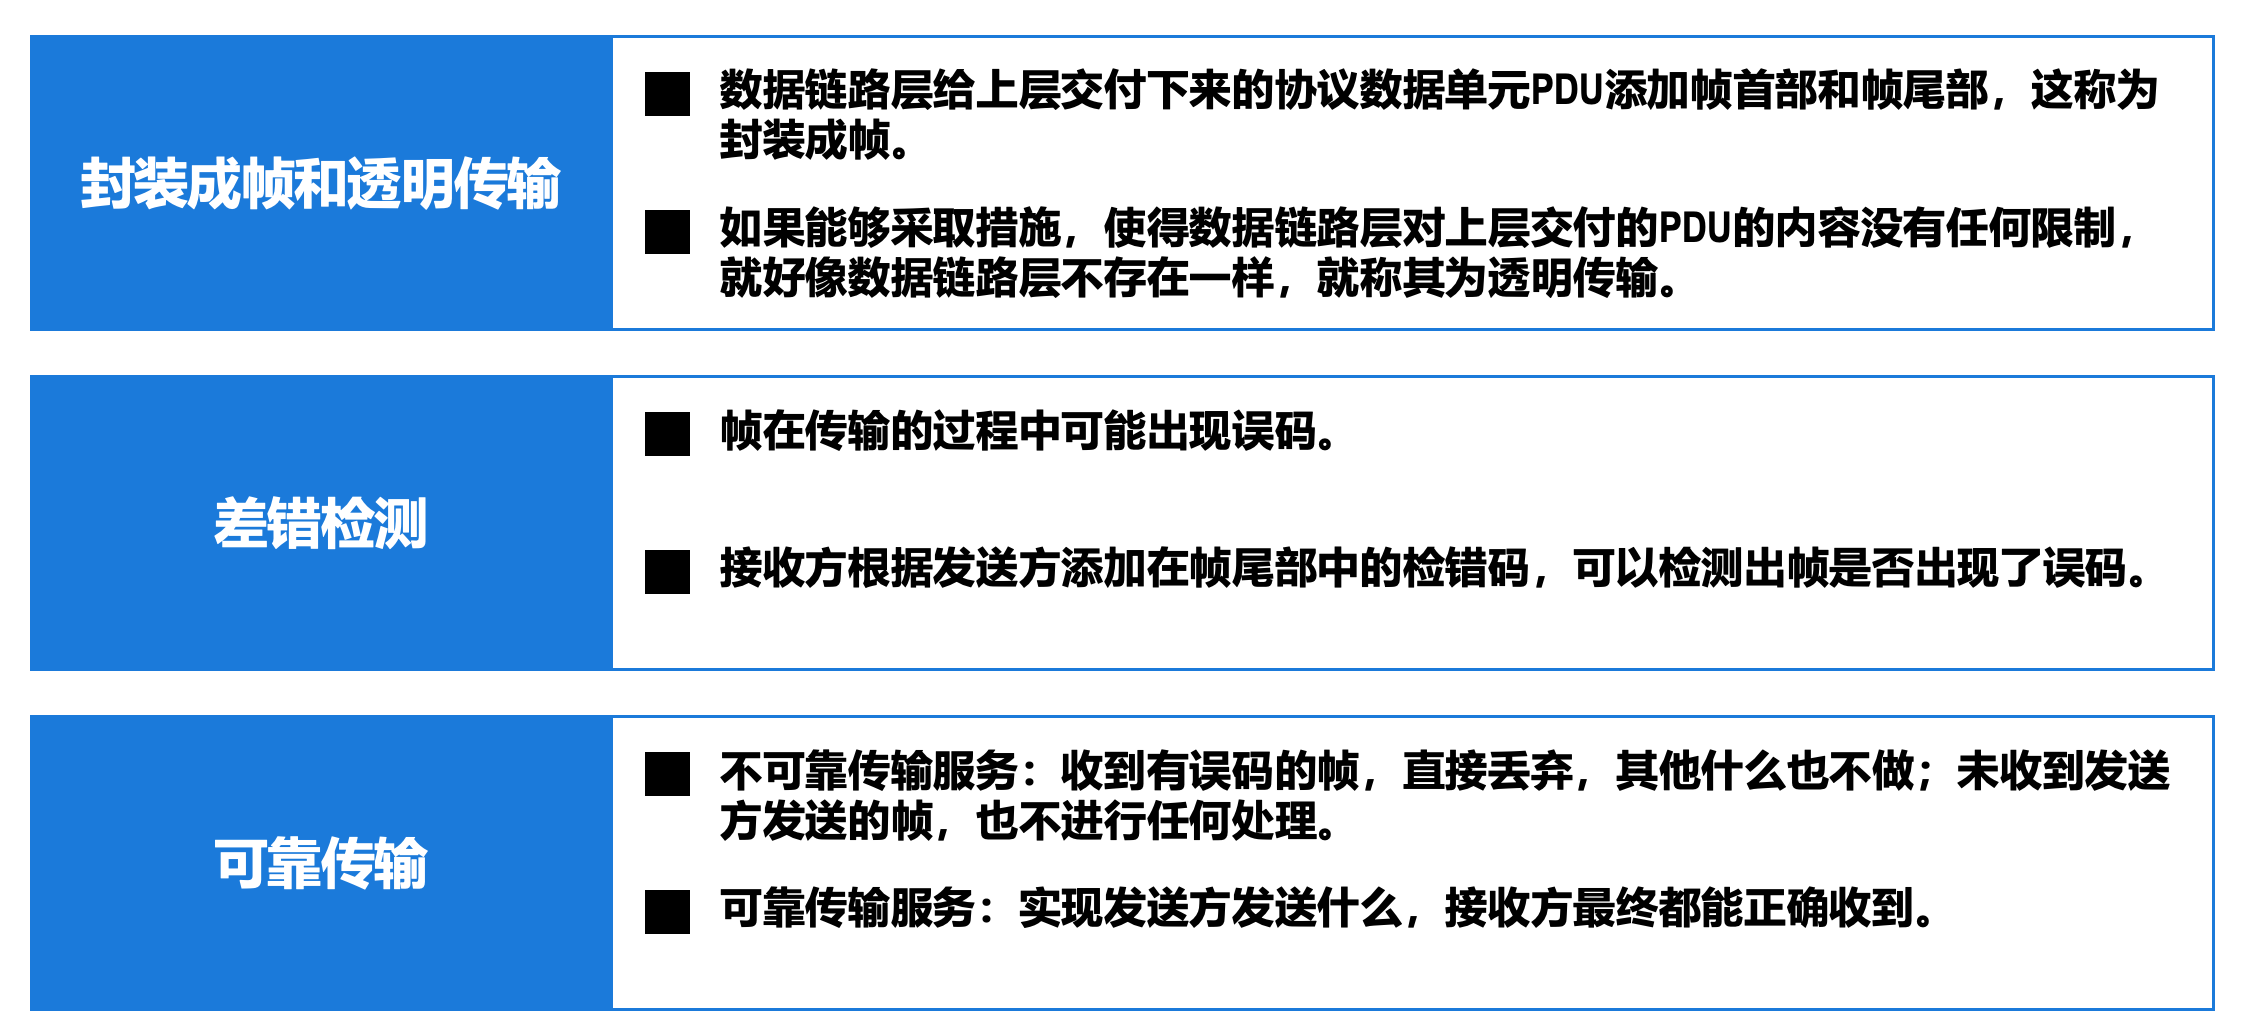 封装成帧和透明传输
■ 数据链路层给上层交付下来的协议数据单元PDU添加帧首部和帧尾部，这称为
封装成帧。
■ 如果能够采取措施，使得数据链路层对上层交付的PDU的内容没有任何限制，
就好像数据链路层不存在一样，就称其为透明传输。
差错检测
■ 帧在传输的过程中可能出现误码。
■ 接收方根据发送方添加在帧尾部中的检错码，可以检测出帧是否出现了误码。
可靠传输
■ 不可靠传输服务：收到有误码的帧，直接丢弃，其他什么也不做；未收到发送
方发送的帧，也不进行任何处理。
■ 可靠传输服务：实现发送方发送什么，接收方最终都能正确收到。